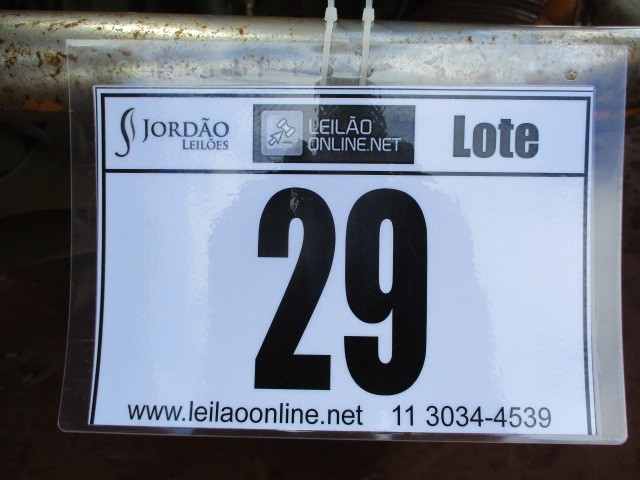 JORDÃO
LEILÕES
LEILÃO
ONLINE.NET
Lote
29
www.leilaoonline.net 11 3034-4539